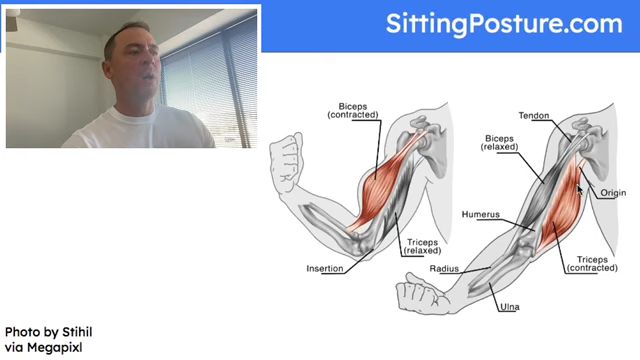 SittingPosture.com
Biceps
(contracted)
Triceps
(relaxed)
Insertion
Tendon
Biceps
(relaxed)
Origin
Humerus
Radius
Triceps
(contracted)
Ulna
Photo by Stihil
via Megapixl